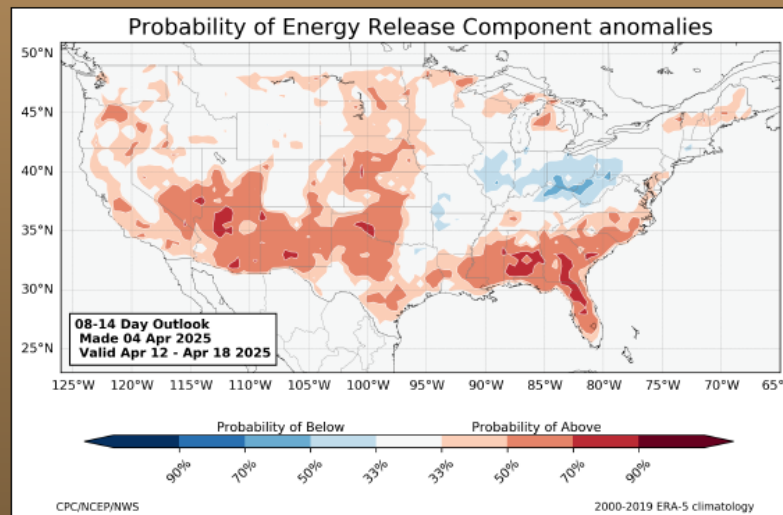 Probability of Energy Release Component anomalies
50°N
45°N
40°N
35°N
30°N
25°N
08-14 Day Outlook
Made 04 Apr 2025
Valid Apr 12 - Apr 18 2025
125°W 120°W 115°W 110°W 105°W 100°W 95°W 90°W 85°W 80°W 75°W 70°W 65°
Probability of Below Probability of Above
90% 70% 50% 33% 33% 50% 70% 90%
CPC/NCEP/NWS 2000-2019 ERA-5 climatology